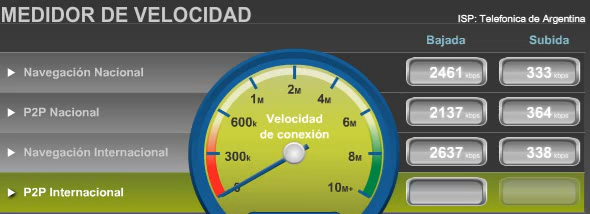 MEDIDOR DE VELOCIDAD
ISP: Telefonica de Argentina
Bajada Subida
Navegación Nacional 2461 kbps 333 kbps
P2P Nacional 2137 kbps 364 kbps
Navegación Internacional 2637 kbps 338 kbps
P2P Internacional
0
300k
600k
1M
2M
4M
6M
8M
10M+
Velocidad
de conexión